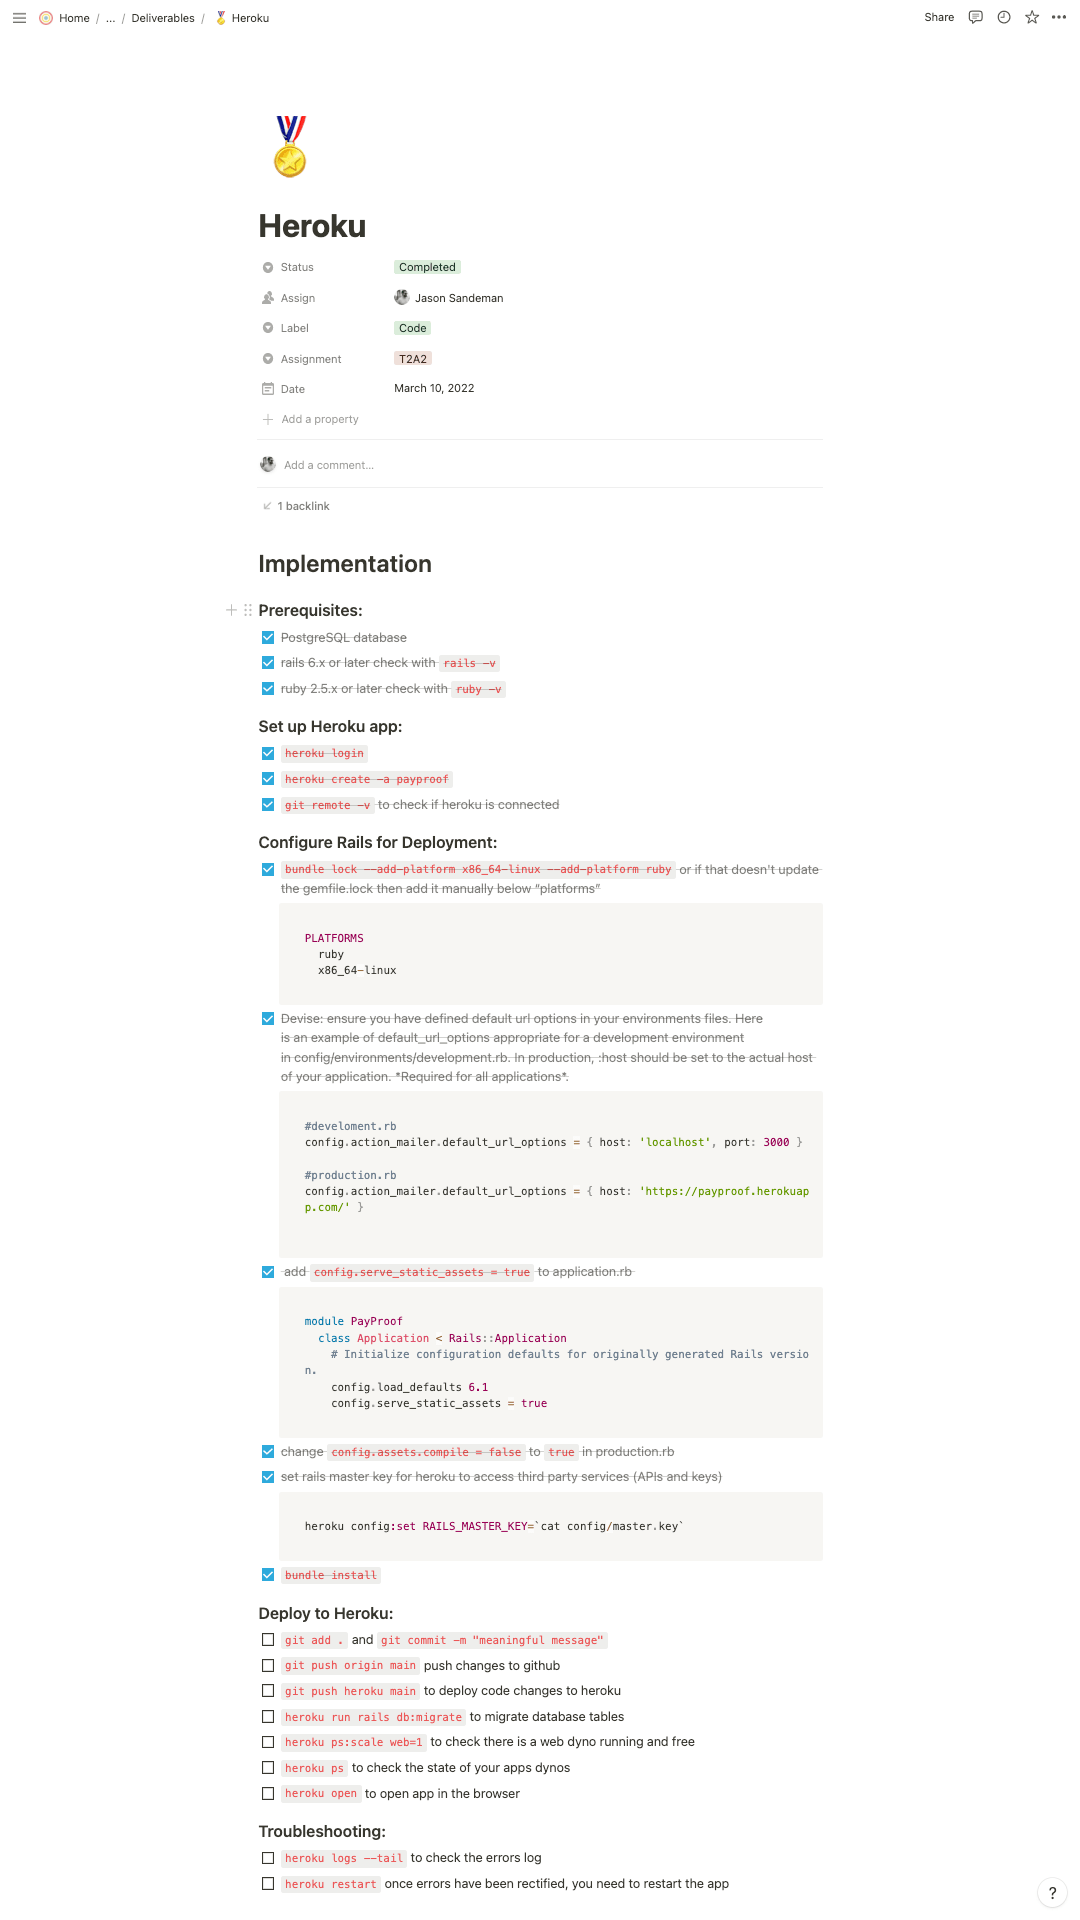 Home / ... / Deliverables / Heroku
Share
Heroku
Status Completed
Assign Jason Sandeman
Label Code
Assignment T2A2
Date March 10, 2022
Add a property
Add a comment...
1 backlink
Implementation
Prerequisites:
PostgreSQL database
rails 6.x or later check with rails -v
ruby 2.5.x or later check with ruby -v
Set up Heroku app:
heroku login
heroku create -a payproof
git remote -v to check if heroku is connected
Configure Rails for Deployment:
bundle lock --add-platform x86_64-linux --add-platform ruby or if that doesn't update
the gemfile.lock then add it manually below “platforms”
PLATFORMS
ruby
x86_64-linux
Devise: ensure you have defined default url options in your environments files. Here
is an example of default_url_options appropriate for a development environment
in config/environments/development.rb. In production, :host should be set to the actual host
of your application. *Required for all applications*.
#develoment.rb
config.action_mailer.default_url_options = { host: 'localhost', port: 3000 }
#production.rb
config.action_mailer.default_url_options = { host: 'https://payproof.herokuap
p.com/' }
add config.serve_static_assets = true to application.rb
module PayProof
class Application < Rails::Application
# Initialize configuration defaults for originally generated Rails versio
n.
config.load_defaults 6.1
config.serve_static_assets = true
change config.assets.compile = false to true in production.rb
set rails master key for heroku to access third party services (APIs and keys)
heroku config:set RAILS_MASTER_KEY=`cat config/master.key`
bundle install
Deploy to Heroku:
git add . and git commit -m "meaningful message"
git push origin main push changes to github
git push heroku main to deploy code changes to heroku
heroku run rails db:migrate to migrate database tables
heroku ps:scale web=1 to check there is a web dyno running and free
heroku ps to check the state of your apps dynos
heroku open to open app in the browser
Troubleshooting:
heroku logs --tail to check the errors log
heroku restart once errors have been rectified, you need to restart the app
?